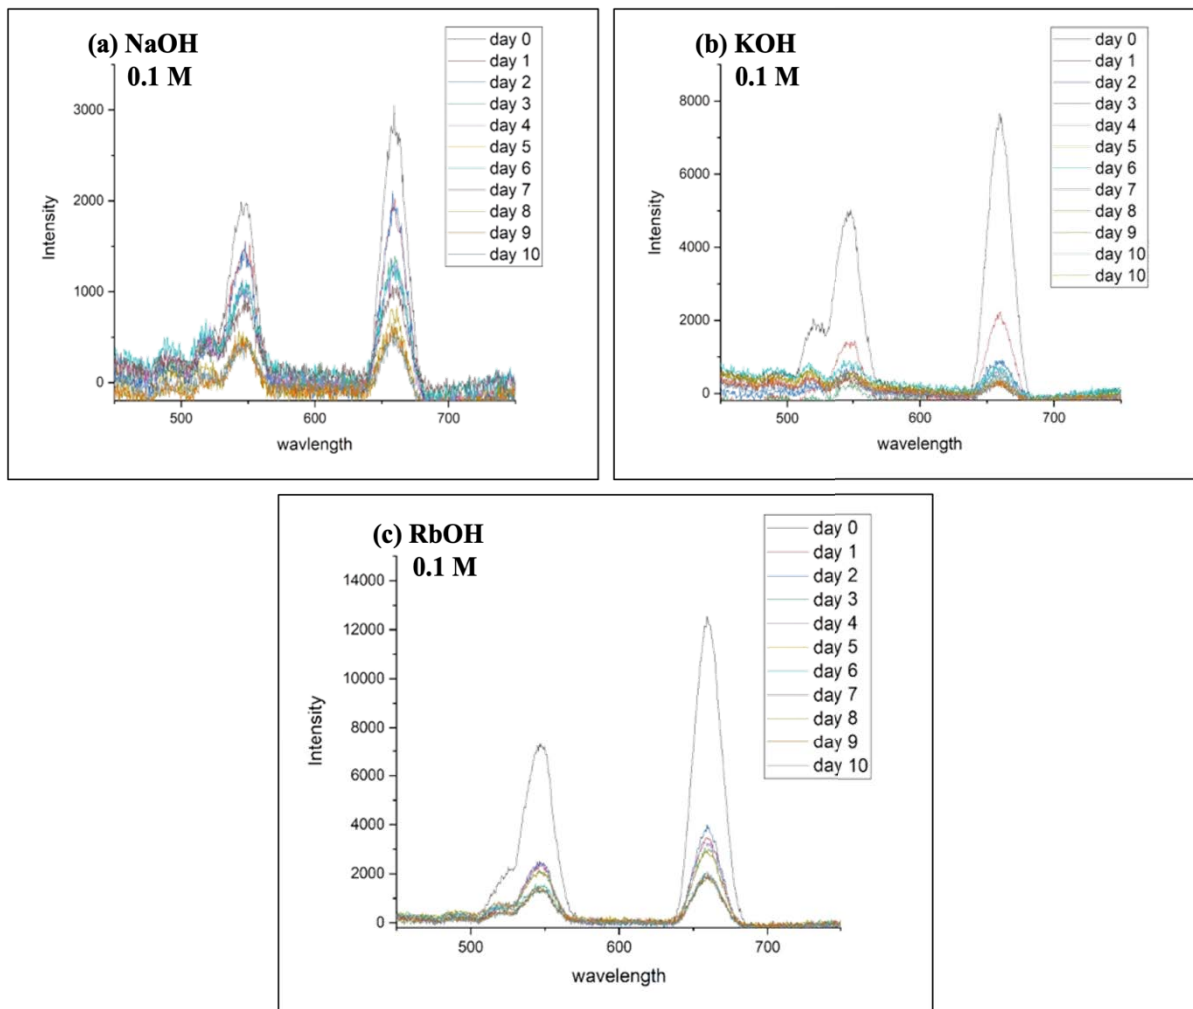 (a) NaOH
0.1 M
3000
2000
1000
0
500
600
700
Intensity
wavlength
day 0
day 1
day 2
day 3
day 4
day 5
day 6
day 7
day 8
day 9
day 10
(b) KOH
0.1 M
8000
6000
4000
2000
0
500
600
700
Intensity
wavlength
day 0
day 1
day 2
day 3
day 4
day 5
day 6
day 7
day 8
day 9
day 10
day 10
(c) RbOH
0.1 M
14000
12000
10000
8000
6000
4000
2000
0
500
600
700
Intensity
wavelength
day 0
day 1
day 2
day 3
day 4
day 5
day 6
day 7
day 8
day 9
day 10